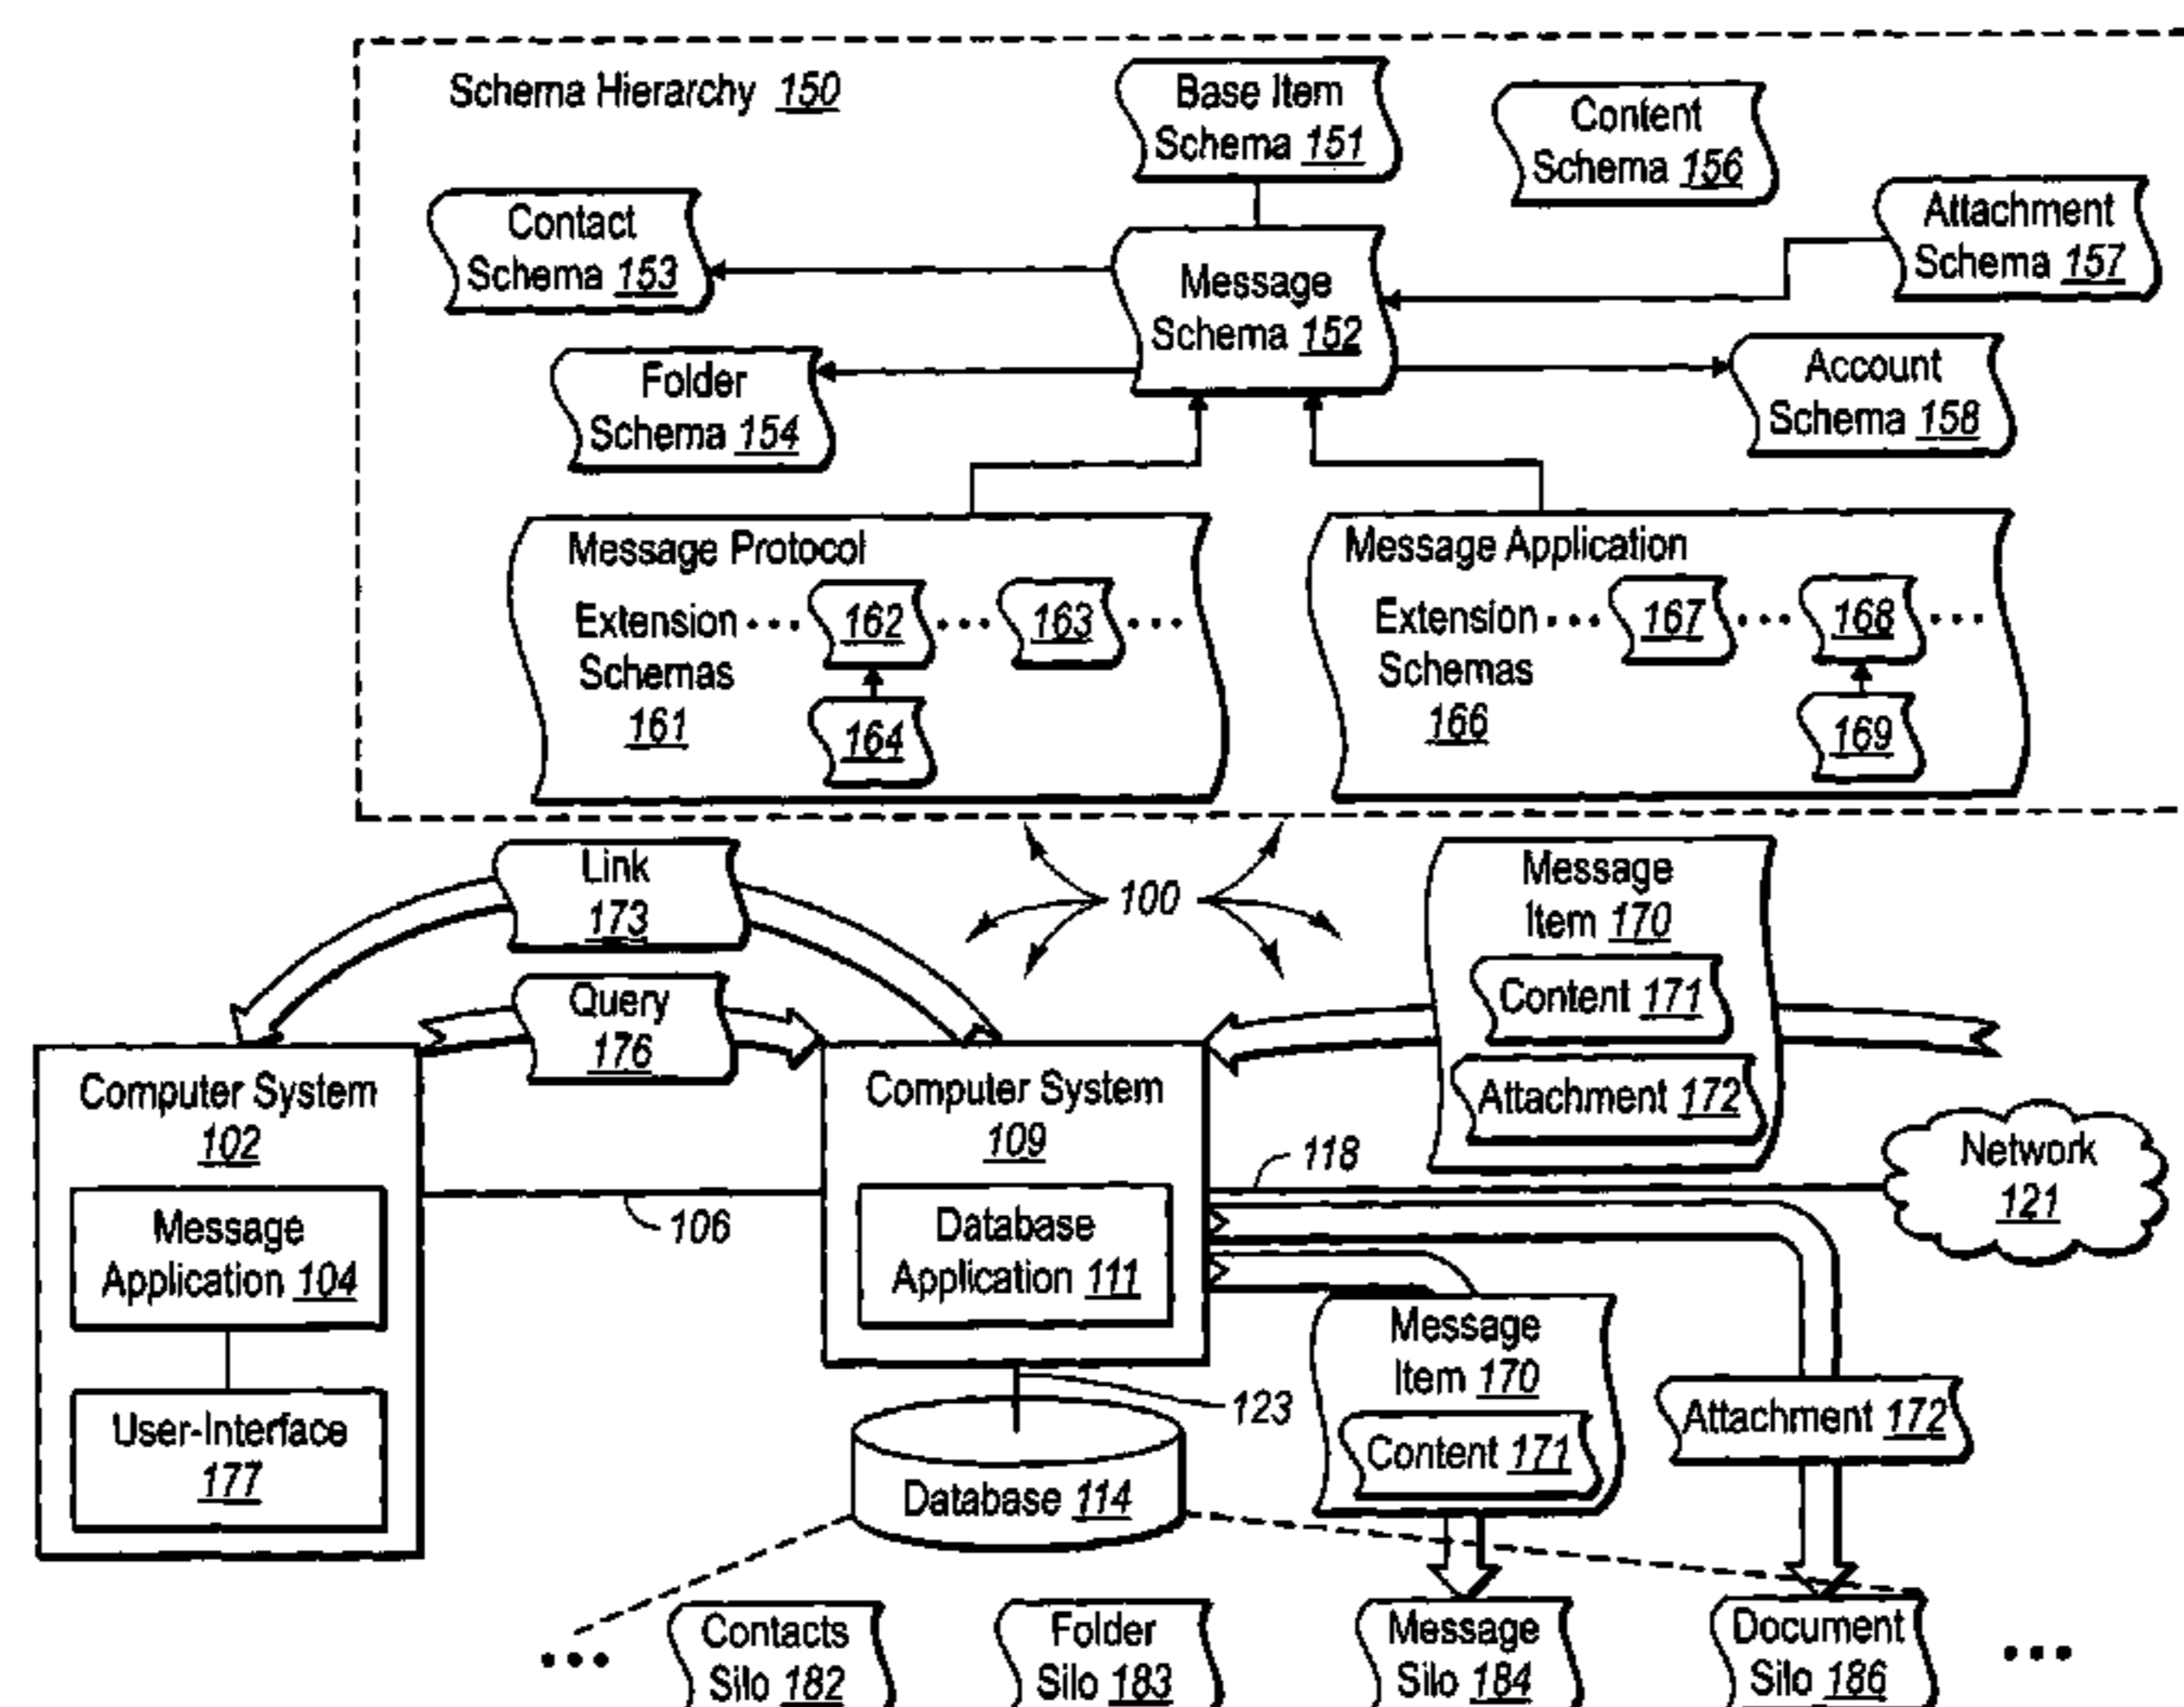 Schema Hierarchy 150
Base Item
Schema 151
Content
Schema 156
Contact
Schema 153
Attachment
Schema 157
Message
Schema 152
Folder
Schema 154
Account
Schema 158
Message Protocol
Extension ... 162 ... 163 ...
Schemas
161
164
Message Application
Extension ... 167 ... 168 ...
Schemas
166
169
Link
173
100
Message
Item 170
Content 171
Attachment 172
Query
176
Computer System
102
Message
Application 104
User-Interface
177
106
Computer System
109
Database
Application 111
118
Network
121
123
Database 114
Message
Item 170
Content 171
Attachment 172
...
Contacts
Silo 182
Folder
Silo 183
Message
Silo 184
Document
Silo 186
...